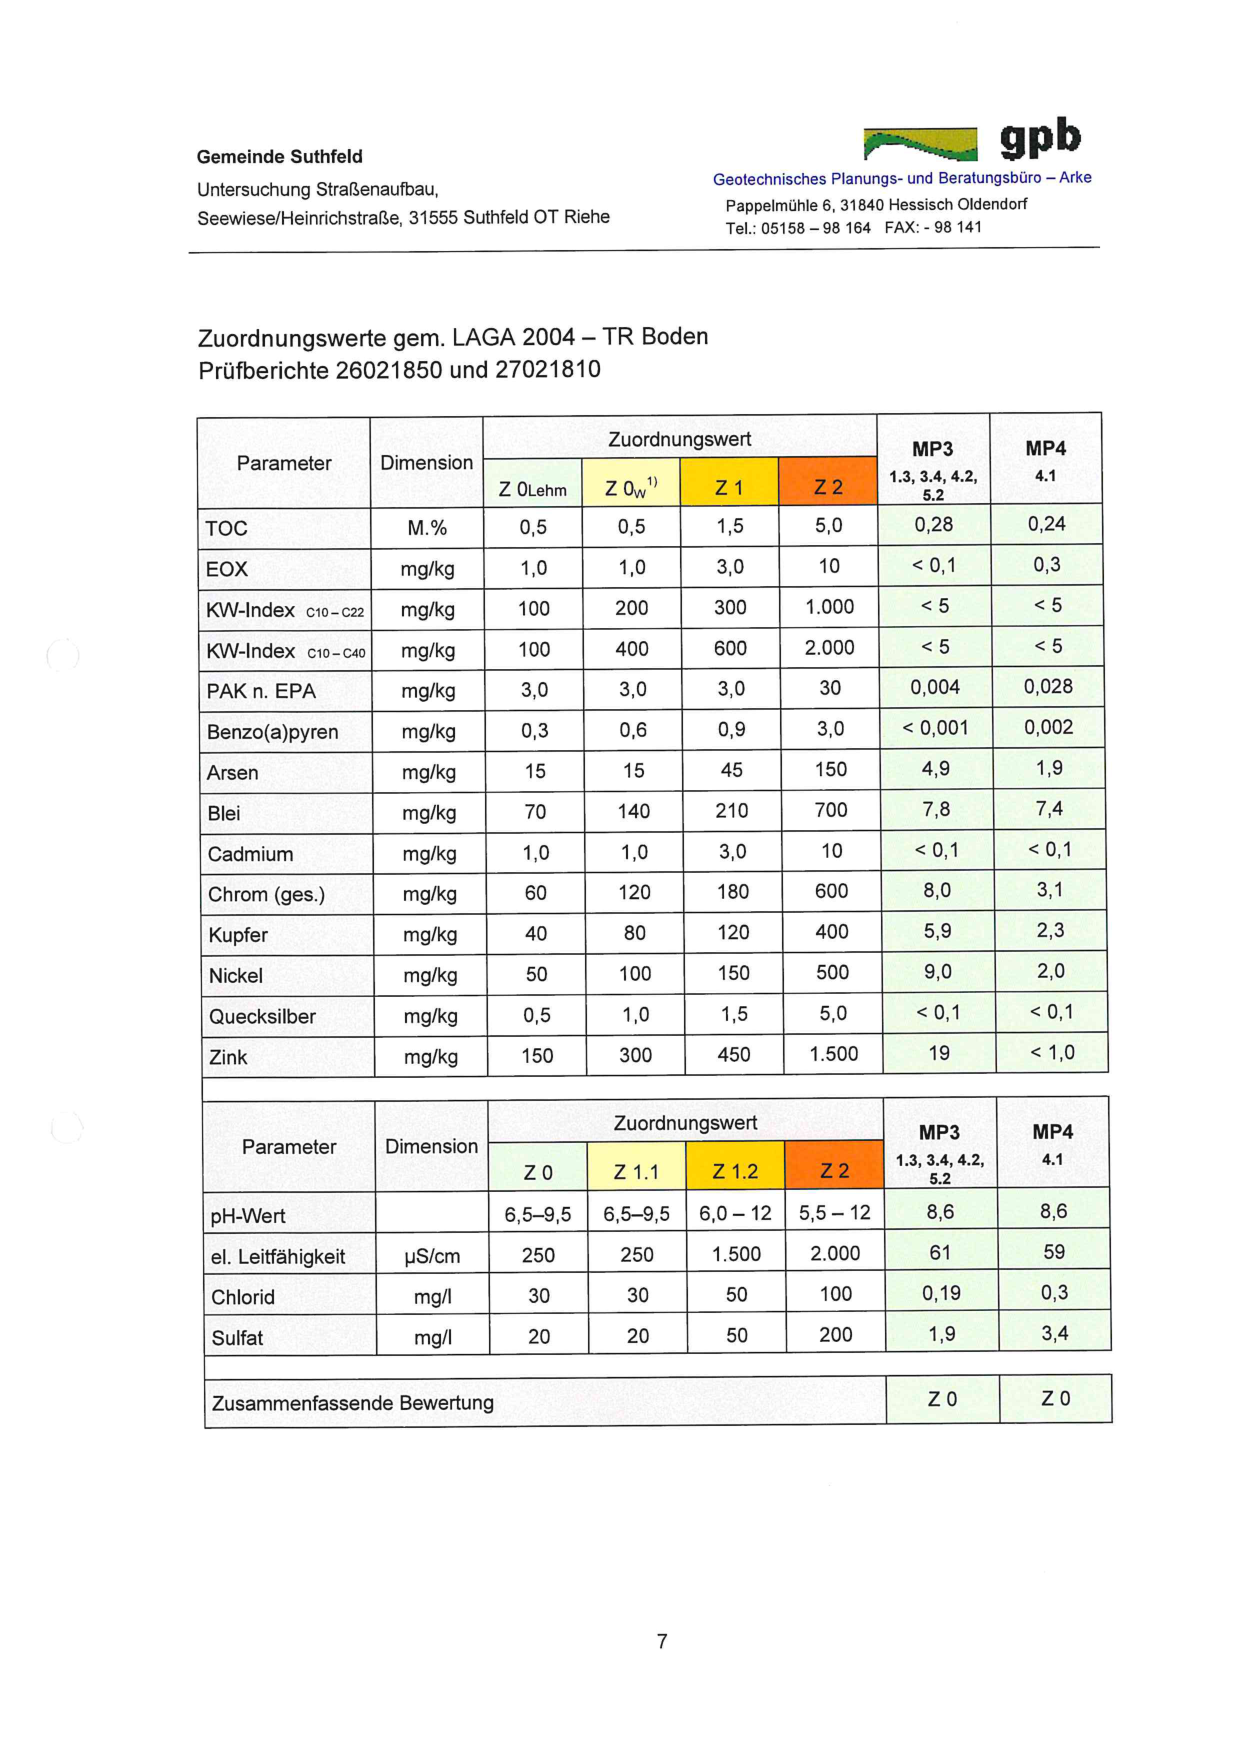 gpb
Gemeinde Suthfeld
Untersuchung Straßenaufbau,
Seewiese/Heinrichstraße, 31555 Suthfeld OT Riehe
Geotechnisches Planungs- und Beratungsbüro – Arke
Pappelmühle 6, 31840 Hessisch Oldendorf
Tel.: 05158 – 98 164 FAX: - 98 141
Zuordnungswerte gem. LAGA 2004 – TR Boden
Prüfberichte 26021850 und 27021810
Parameter Dimension Zuordnungswert MP3 MP4
1.3, 3.4, 4.2, 5.2 4.1
Z 0Lehm Z 0w1) Z 1 Z 2
TOC M.% 0,5 0,5 1,5 5,0 0,28 0,24
EOX mg/kg 1,0 1,0 3,0 10 < 0,1 0,3
KW-Index C10–C22 mg/kg 100 200 300 1.000 < 5 < 5
KW-Index C10–C40 mg/kg 100 400 600 2.000 < 5 < 5
PAK n. EPA mg/kg 3,0 3,0 3,0 30 0,004 0,028
Benzo(a)pyren mg/kg 0,3 0,6 0,9 3,0 < 0,001 0,002
Arsen mg/kg 15 15 45 150 4,9 1,9
Blei mg/kg 70 140 210 700 7,8 7,4
Cadmium mg/kg 1,0 1,0 3,0 10 < 0,1 < 0,1
Chrom (ges.) mg/kg 60 120 180 600 8,0 3,1
Kupfer mg/kg 40 80 120 400 5,9 2,3
Nickel mg/kg 50 100 150 500 9,0 2,0
Quecksilber mg/kg 0,5 1,0 1,5 5,0 < 0,1 < 0,1
Zink mg/kg 150 300 450 1.500 19 < 1,0
Parameter Dimension Zuordnungswert MP3 MP4
1.3, 3.4, 4.2, 5.2 4.1
Z 0 Z 1.1 Z 1.2 Z 2
pH-Wert 6,5–9,5 6,5–9,5 6,0 – 12 5,5 – 12 8,6 8,6
el. Leitfähigkeit µS/cm 250 250 1.500 2.000 61 59
Chlorid mg/l 30 30 50 100 0,19 0,3
Sulfat mg/l 20 20 50 200 1,9 3,4
Zusammenfassende Bewertung Z 0 Z 0
7